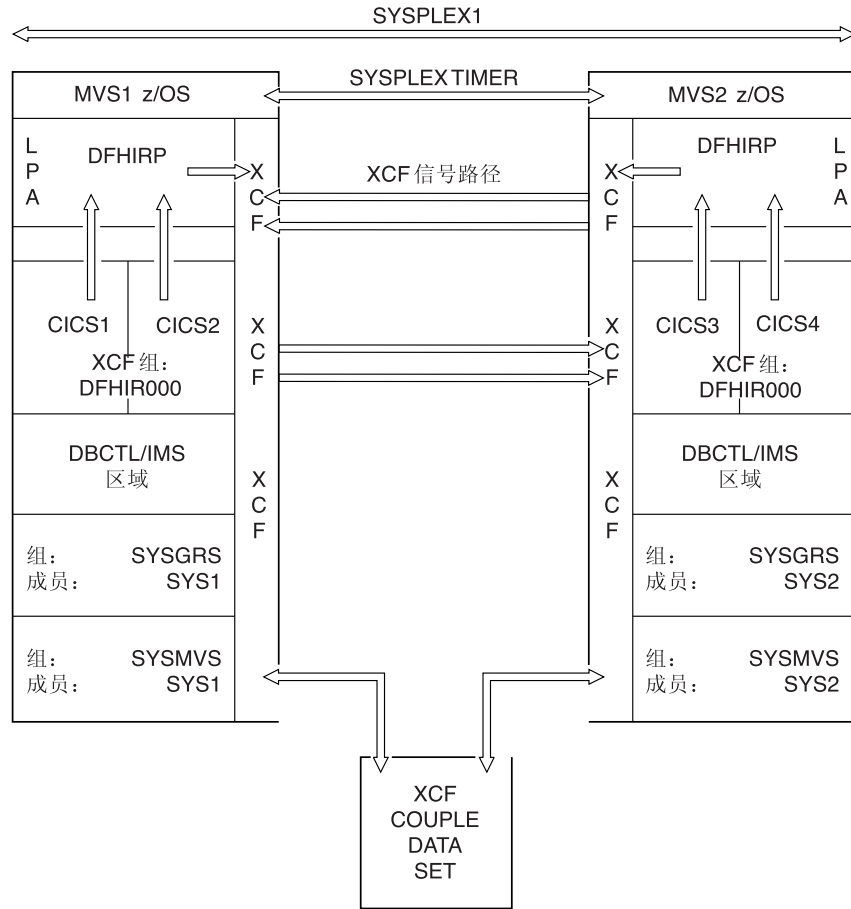 SYSPLEX1
SYSPLEX TIMER
MVS1 z/OS
MVS2 z/OS
L
P
A
DFHIRP
X
C
F
XCF 信号路径
X
C
F
DFHIRP
L
P
A
CICS1
CICS2
XCF 组：
DFHIR000
X
C
F
X
C
F
CICS3
CICS4
XCF 组：
DFHIR000
DBCTL/IMS
区域
X
C
F
X
C
F
DBCTL/IMS
区域
组： SYSGRS
成员： SYS1
组： SYSGRS
成员： SYS2
组： SYSMVS
成员： SYS1
组： SYSMVS
成员： SYS2
XCF
COUPLE
DATA
SET